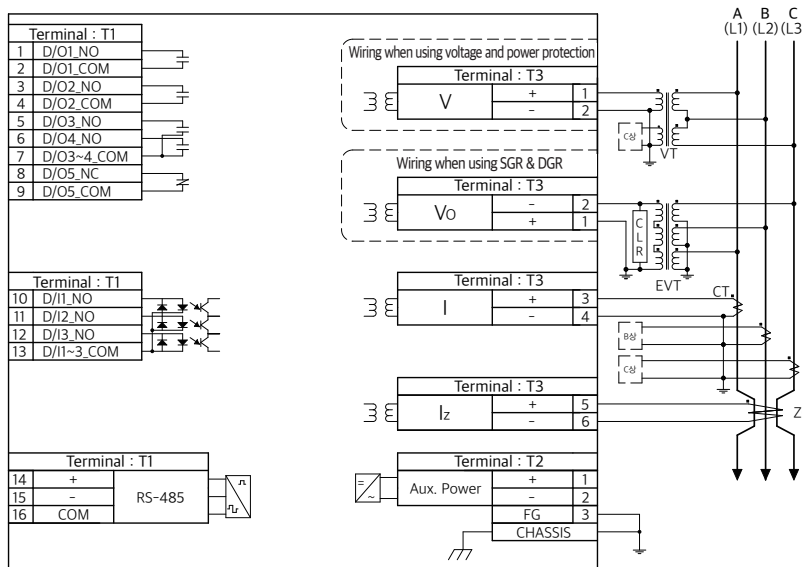 A B C
(L1) (L2) (L3
Terminal : T1
1 D/O1_NO
2 D/O1_COM
3 D/O2_NO
4 D/O2_COM
5 D/O3_NO
6 D/O4_NO
7 D/O3~4_COM
8 D/O5_NC
9 D/O5_COM
Wiring when using voltage and power protection
Terminal : T3
V + 1
− 2
C상
VT
Wiring when using SGR & DGR
Terminal : T3
Vo − 2
+ 1
CLR
EVT
Terminal : T1
10 D/I1_NO
11 D/I2_NO
12 D/I3_NO
13 D/I1~3_COM
Terminal : T3
I + 3
− 4
CT
B상
C상
Terminal : T3
Iz + 5
− 6
Z
Terminal : T1
14 + RS-485
15 −
16 COM
Terminal : T2
Aux. Power + 1
− 2
FG 3
CHASSIS